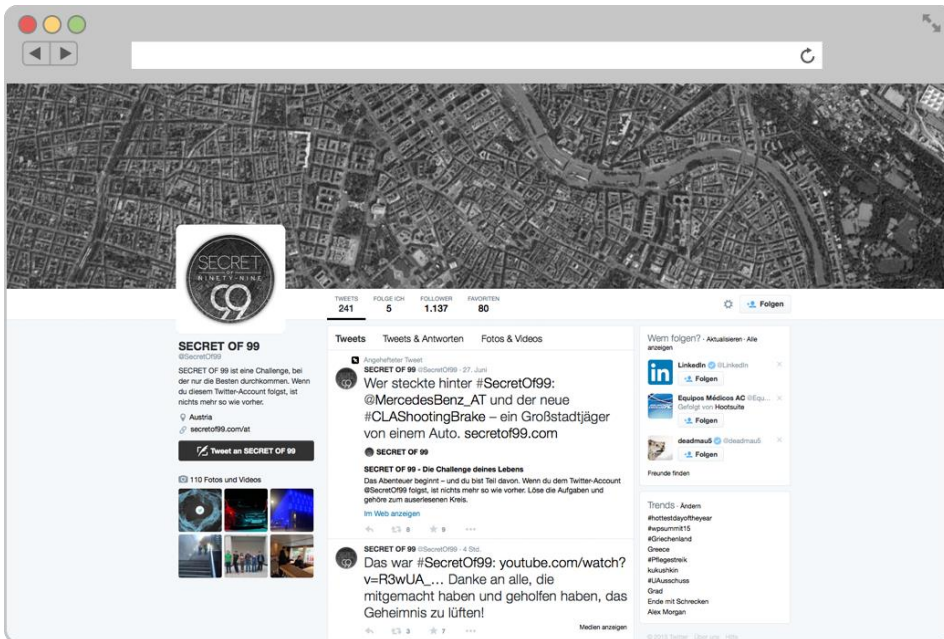 SECRET
OF
NINETY-NINE
99
TWEETS
241
FOLGE ICH
5
FOLLOWER
1.137
FAVORITEN
80
Folgen
SECRET OF 99
@SecretOf99
SECRET OF 99 ist eine Challenge, bei
der nur die Besten durchkommen. Wenn
du diesem Twitter-Account folgst, ist
nichts mehr so wie vorher.
Austria
secretof99.com/at
Tweet an SECRET OF 99
110 Fotos und Videos
Tweets Tweets & Antworten Fotos & Videos
Angehefteter Tweet
SECRET OF 99 @SecretOf99 · 27. Juni
Wer steckte hinter #SecretOf99:
@MercedesBenz_AT und der neue
#CLAShootingBrake – ein Großstadtjäger
von einem Auto. secretof99.com
SECRET OF 99
SECRET OF 99 - Die Challenge deines Lebens
Das Abenteuer beginnt – und du bist Teil davon. Wenn du dem Twitter-Account
@SecretOf99 folgst, ist nichts mehr so wie vorher. Löse die Aufgaben und
gehöre zum auserlesenen Kreis.
Im Web anzeigen
8 9
SECRET OF 99 @SecretOf99 · 4 Std.
Das war #SecretOf99: youtube.com/watch?
v=R3wUA_… Danke an alle, die
mitgemacht haben und geholfen haben, das
Geheimnis zu lüften!
3 7
Medien anzeigen
Wem folgen? · Aktualisieren · Alle
anzeigen
LinkedIn @LinkedIn
Folgen
Equipos Médicos AC @Equ...
Gefolgt von Hootsuite
Folgen
deadmau5 @deadmau5
Folgen
Freunde finden
Trends · Ändern
#hottestdayoftheyear
#wpsummit15
#Griechenland
Greece
#Pflegestreik
kukushkin
#UAusschuss
Grad
Ende mit Schrecken
Alex Morgan
© 2015 Twitter Über uns Hilfe